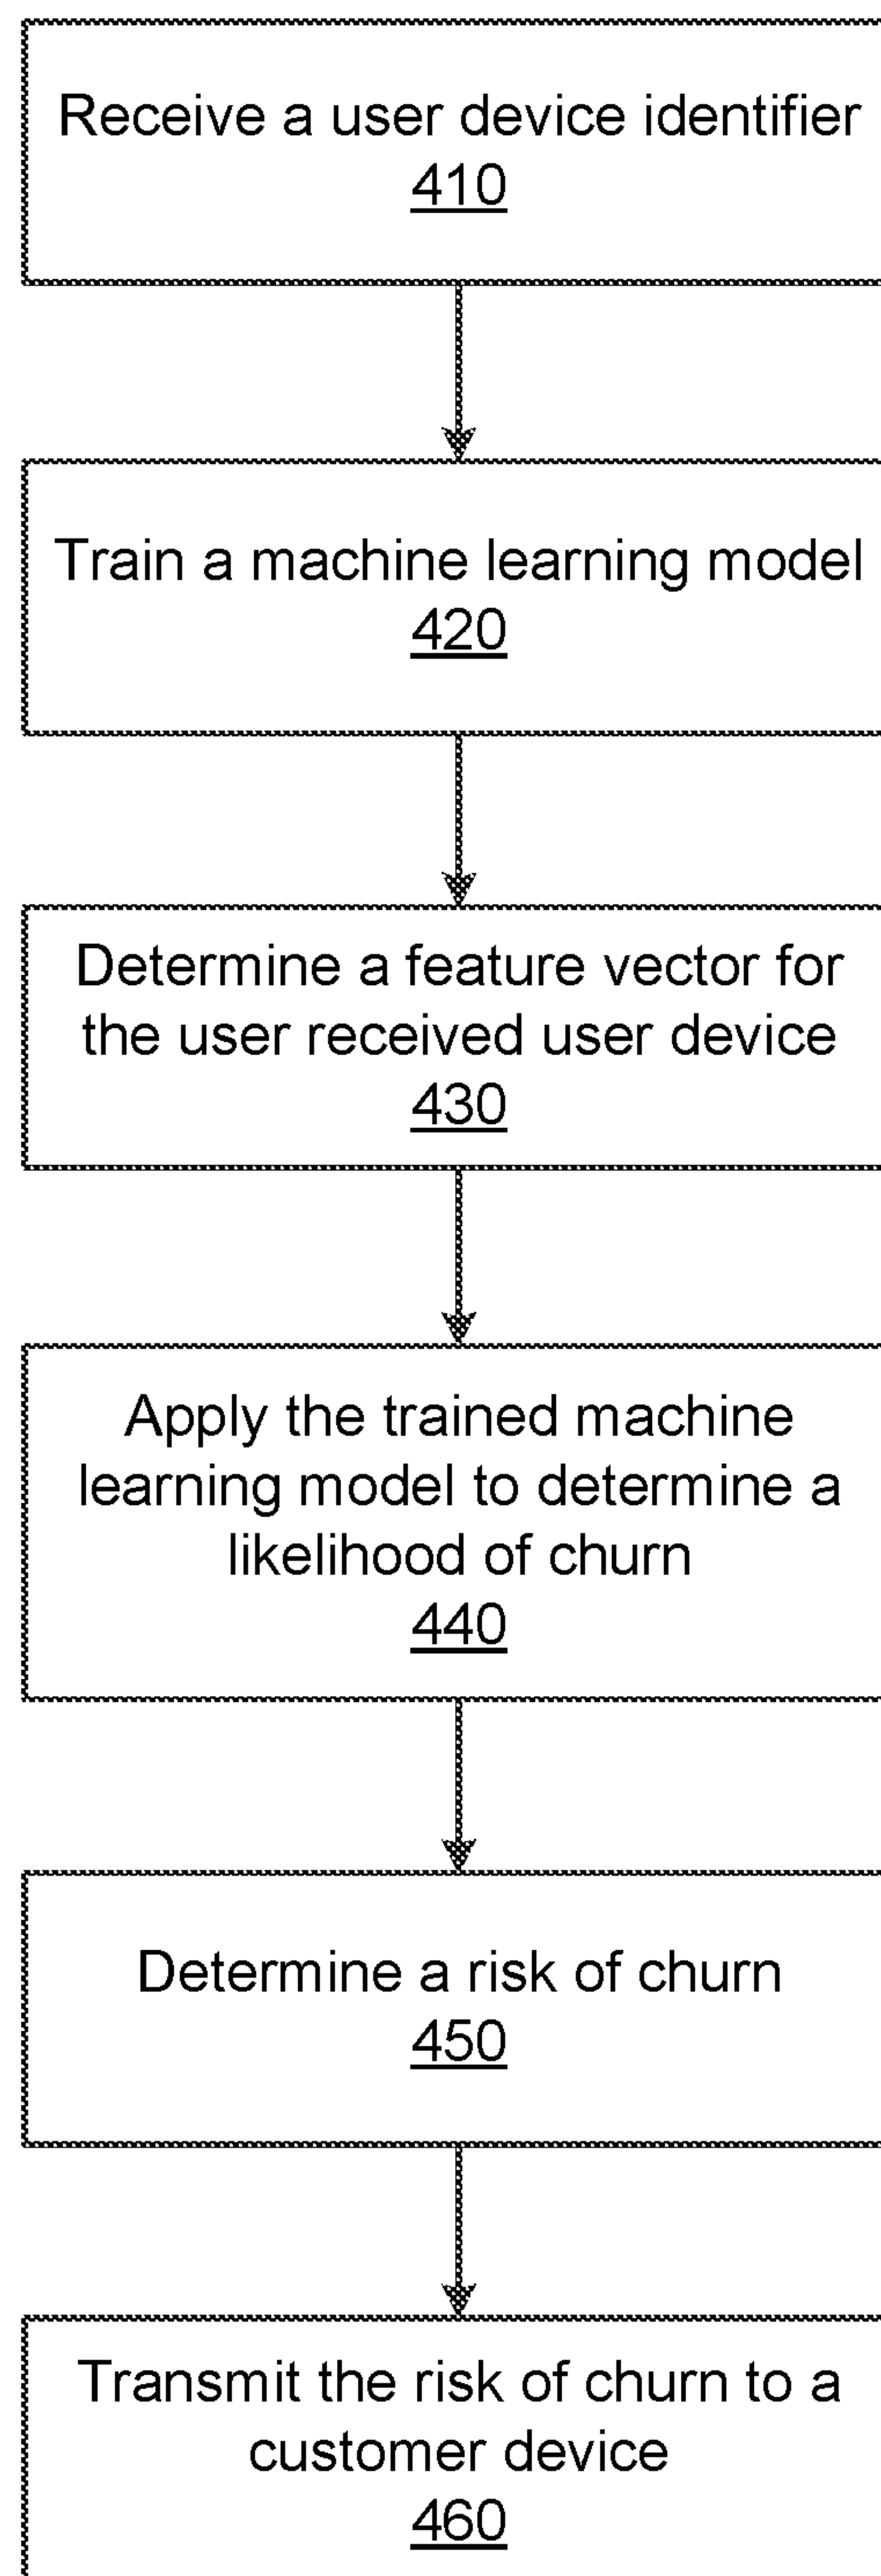 Receive a user device identifier
410
Train a machine learning model
420
Determine a feature vector for
the user received user device
430
Apply the trained machine
learning model to determine a
likelihood of churn
440
Determine a risk of churn
450
Transmit the risk of churn to a
customer device
460